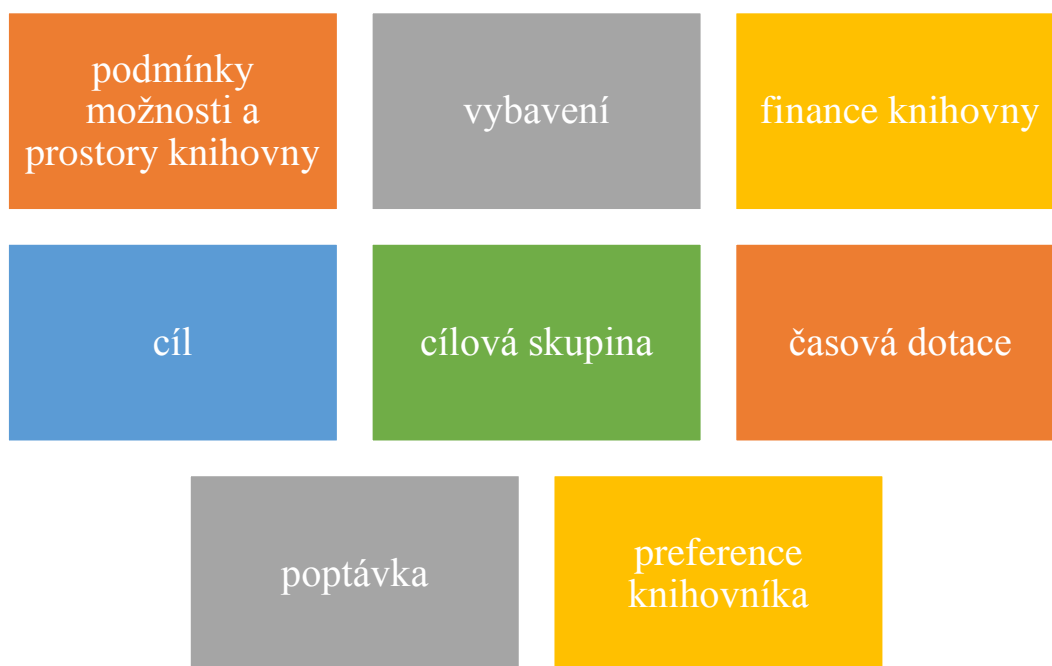 podmínky
možnosti a
prostory knihovny
vybavení
finance knihovny
cíl
cílová skupina
časová dotace
poptávka
preference
knihovníka